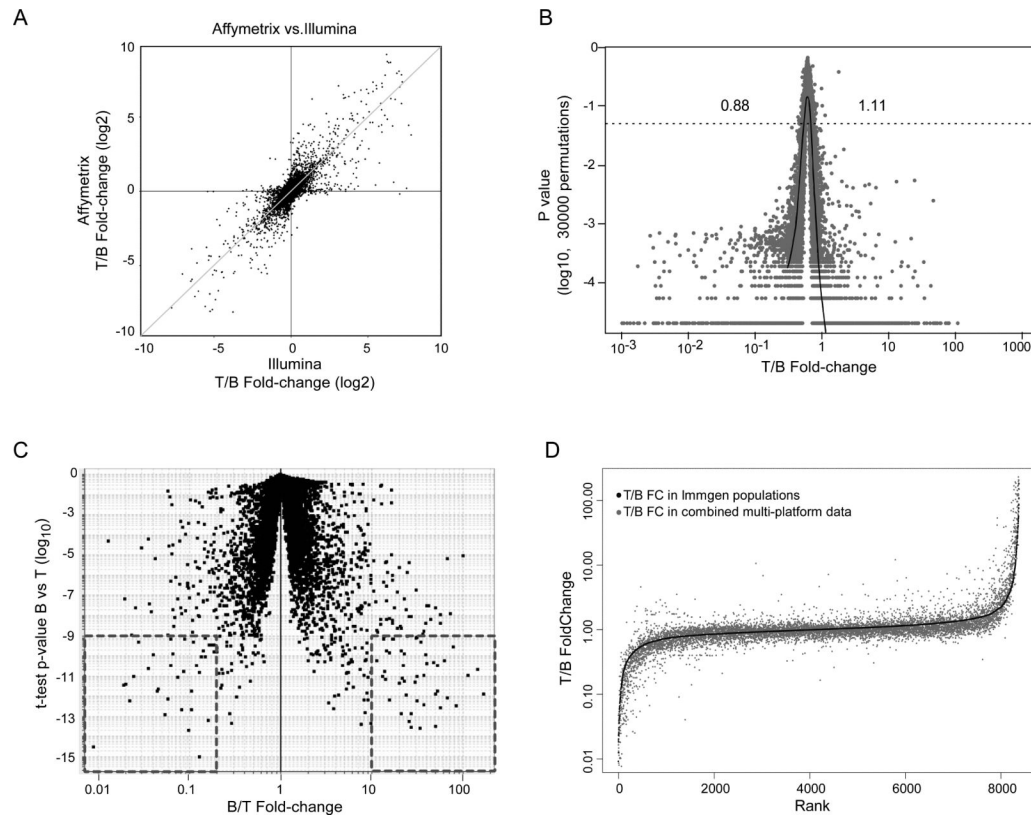 A
Affymetrix vs.Illumina
10
5
0
-5
-10
Affymetrix
T/B Fold-change (log2)
-10
-5
0
5
10
Illumina
T/B Fold-change (log2)
B
0
-1
-2
-3
-4
P value
(log10, 30000 permutations)
0.88
1.11
10-3
10-2
10-1
1
10
100
1000
T/B Fold-change
C
0
-3
-5
-7
-9
-11
-13
-15
t-test p-value B vs T (log10)
0.01
0.1
1
10
100
B/T Fold-change
D
T/B FC in Immgen populations
T/B FC in combined multi-platform data
100.00
10.00
1.00
0.10
0.01
T/B FoldChange
0
2000
4000
6000
8000
Rank